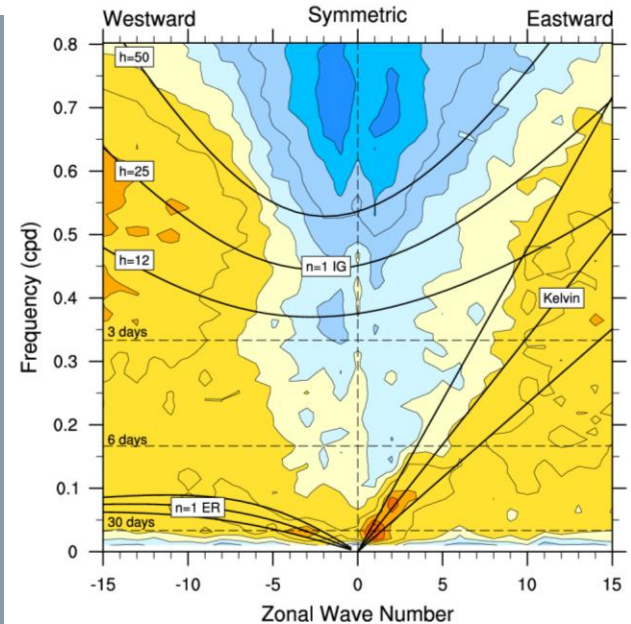 Westward Symmetric Eastward
0.8
h=50
0.7
0.6
h=25
0.5
n=1 IG
h=12
0.4
Kelvin
3 days
0.3
0.2
6 days
0.1
n=1 ER
30 days
0
Frequency (cpd)
-15 -10 -5 0 5 10 15
Zonal Wave Number